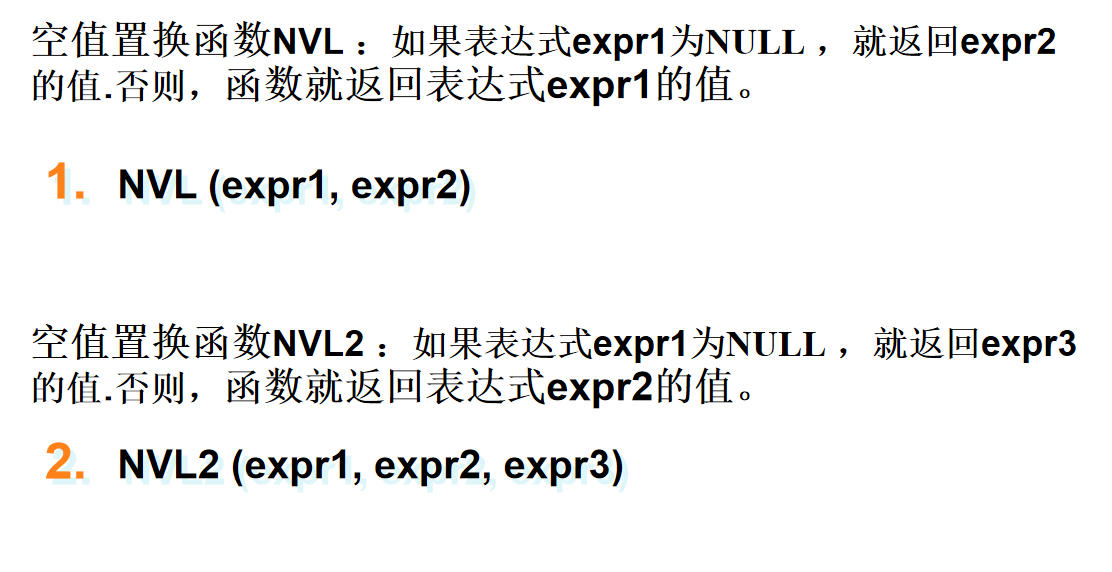 空值置换函数NVL ：如果表达式expr1为NULL ，就返回expr2
的值.否则，函数就返回表达式expr1的值。
1. NVL (expr1, expr2)
空值置换函数NVL2 ：如果表达式expr1为NULL ，就返回expr3
的值.否则，函数就返回表达式expr2的值。
2. NVL2 (expr1, expr2, expr3)